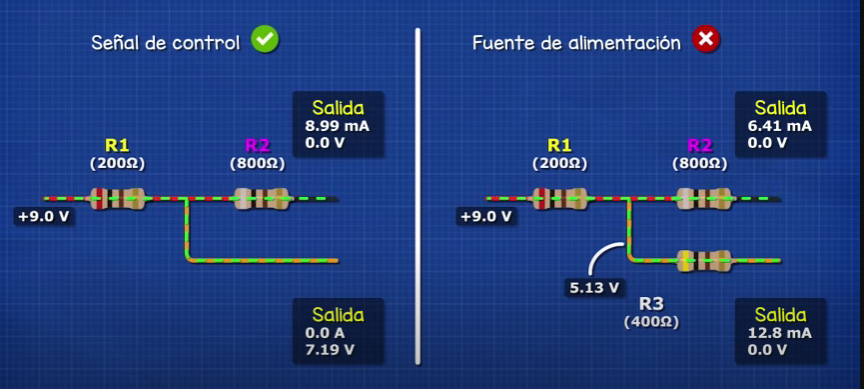 Señal de control
Salida
8.99 mA
0.0 V
R1
(200Ω)
R2
(800Ω)
+9.0 V
Salida
0.0 A
7.19 V
Fuente de alimentación
Salida
6.41 mA
0.0 V
R1
(200Ω)
R2
(800Ω)
+9.0 V
5.13 V
R3
(400Ω)
Salida
12.8 mA
0.0 V